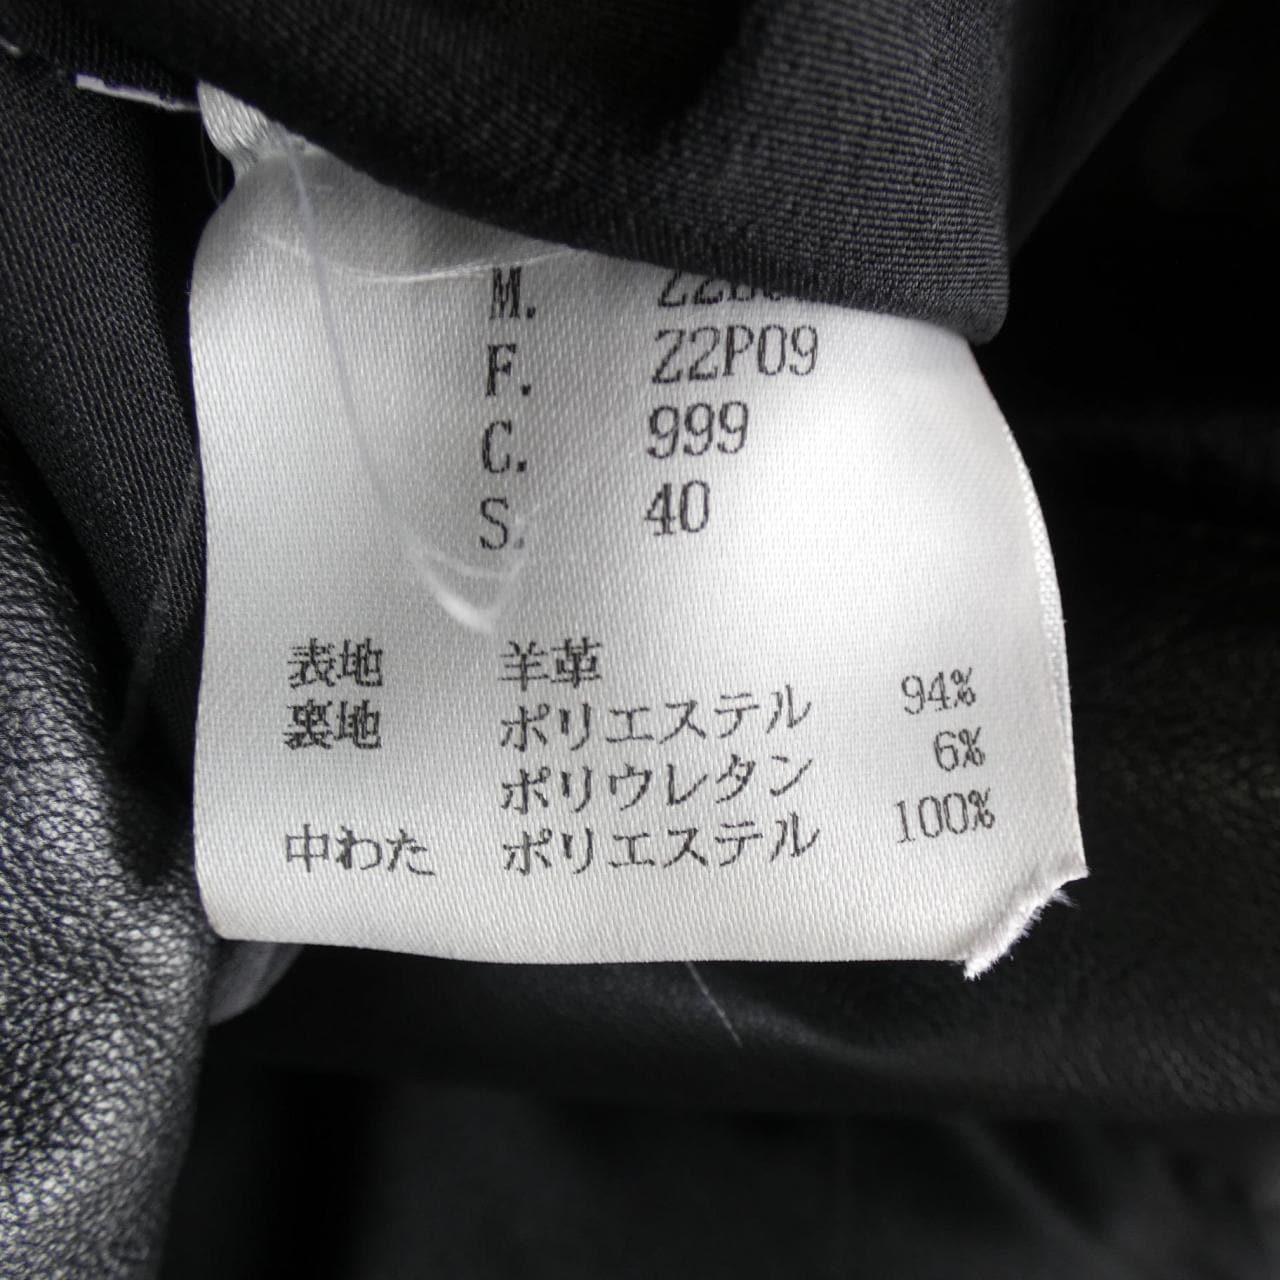 M.
F. Z2P09
C. 999
S. 40
表地 羊革
裏地 ポリエステル 94%
ポリウレタン 6%
中わた ポリエステル 100%